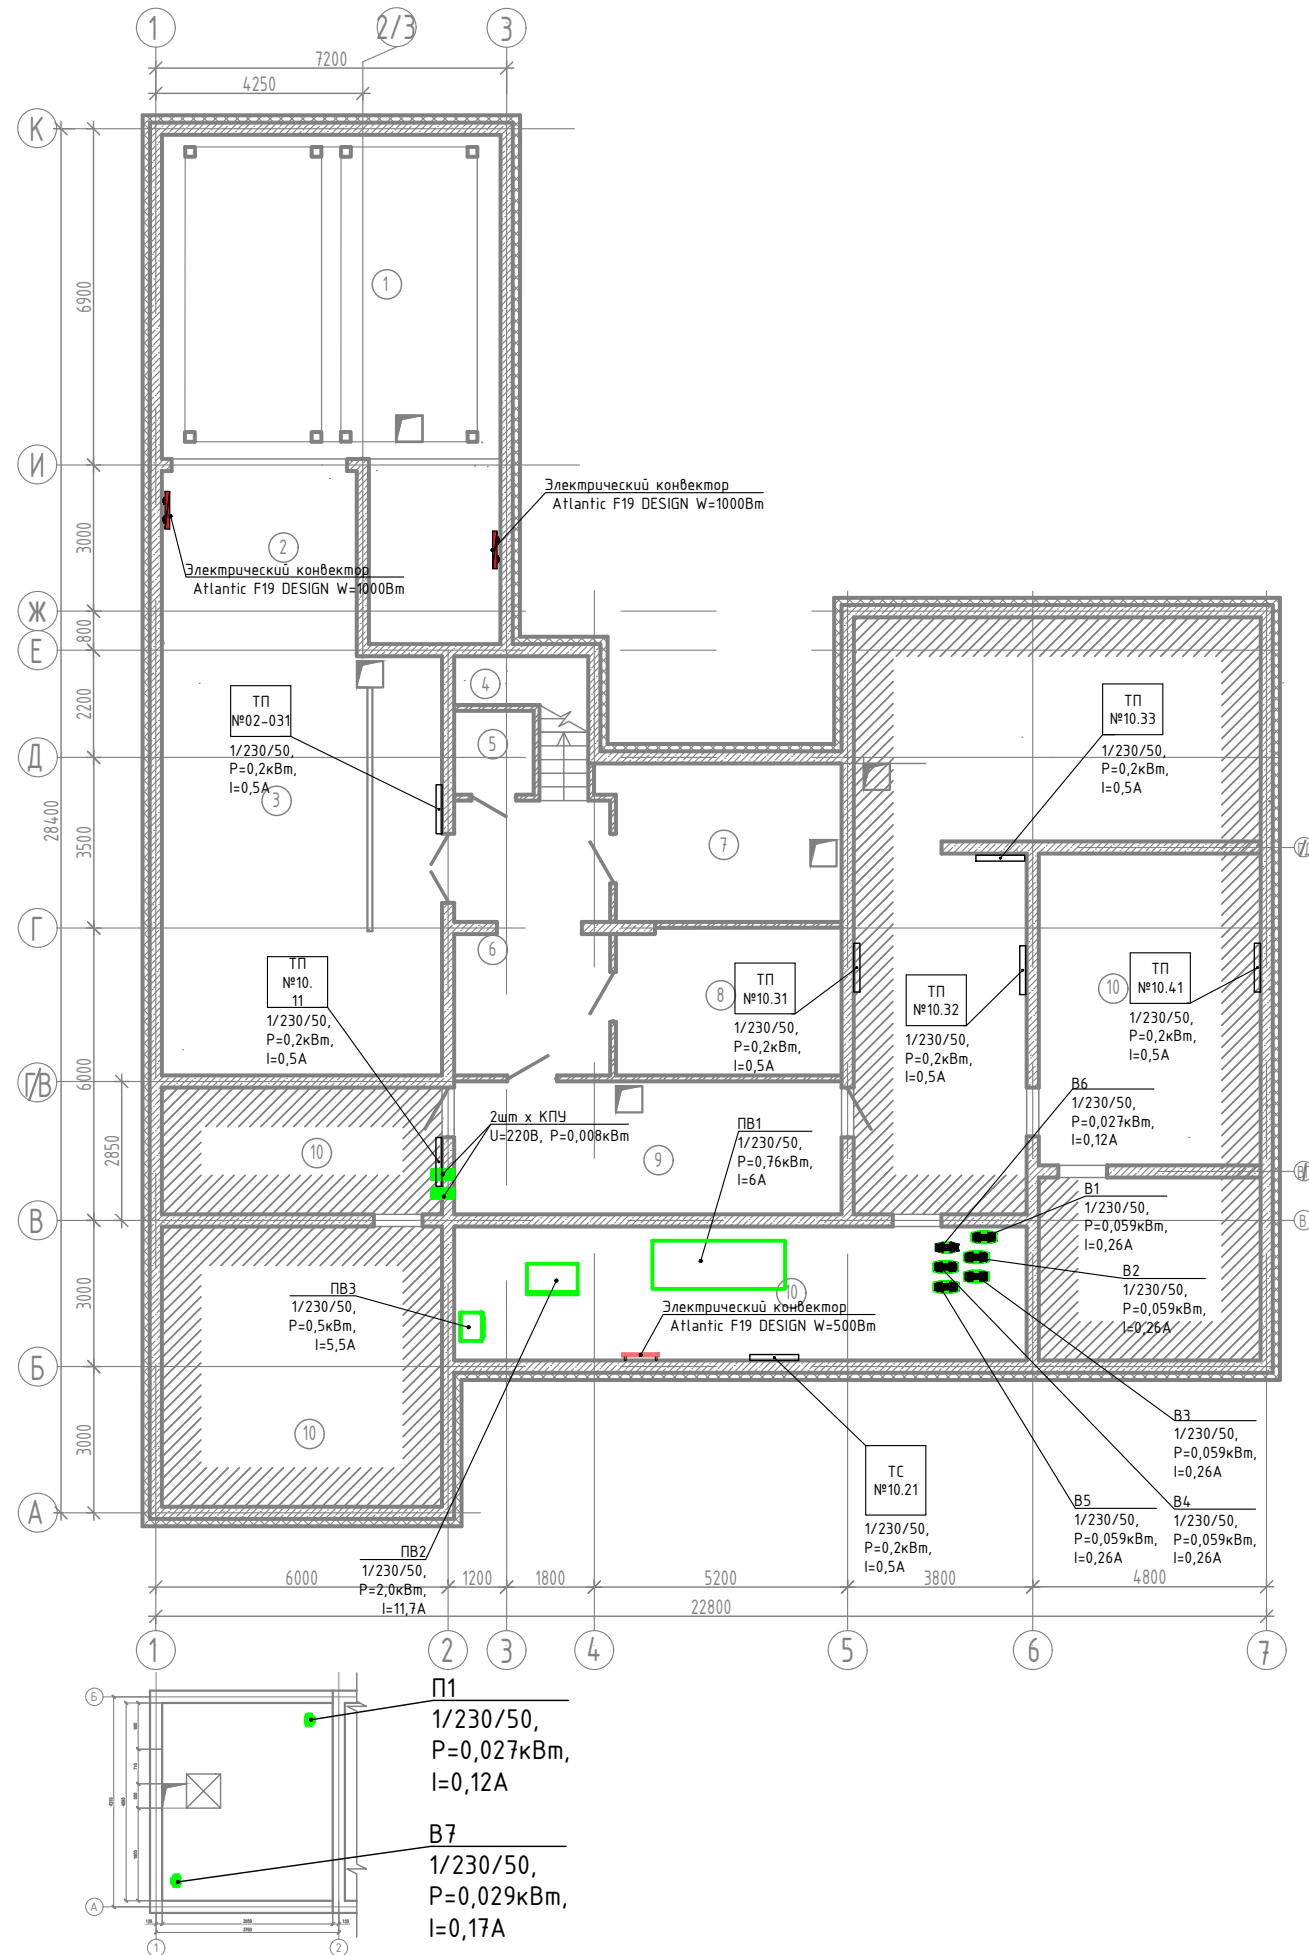 1
2/3
3
7200
4250
К
6900
1
И
Электрический конвектор
Atlantic F19 DESIGN W=1000Вт
3000
2
Электрический конвектор
Atlantic F19 DESIGN W=1000Вт
Ж
1800
Е
4
2200
ТП
№02-031
1/230/50,
P=0,2кВт,
I=0,5А
5
ТП
№10.33
1/230/50,
P=0,2кВт,
I=0,5А
Д
3
28400
3500
7
Г
6
ТП
№10.
11
1/230/50,
P=0,2кВт,
I=0,5А
8
ТП
№10.31
1/230/50,
P=0,2кВт,
I=0,5А
ТП
№10.32
1/230/50,
P=0,2кВт,
I=0,5А
10
ТП
№10.41
1/230/50,
P=0,2кВт,
I=0,5А
6000
Г/В
2850
10
2шт х КПУ
U=220В, P=0,008кВт
9
ПВ1
1/230/50,
P=0,76кВт,
I=6А
В6
1/230/50,
P=0,027кВт,
I=0,12А
В1
1/230/50,
P=0,059кВт,
I=0,26А
В
В
В2
1/230/50,
P=0,059кВт,
I=0,26А
3000
ПВ3
1/230/50,
P=0,5кВт,
I=5,5А
10
Электрический конвектор
Atlantic F19 DESIGN W=500Вт
Б
3000
10
В3
1/230/50,
P=0,059кВт,
I=0,26А
ТС
№10.21
1/230/50,
P=0,2кВт,
I=0,5А
В5
1/230/50,
P=0,059кВт,
I=0,26А
В4
1/230/50,
P=0,059кВт,
I=0,26А
А
ПВ2
1/230/50,
P=2,0кВт,
I=11,7А
6000
1200
1800
5200
3800
4800
22800
1
2
3
4
5
6
7
Б
П1
1/230/50,
P=0,027кВт,
I=0,12А
В7
1/230/50,
P=0,029кВт,
I=0,17А
А
1
2